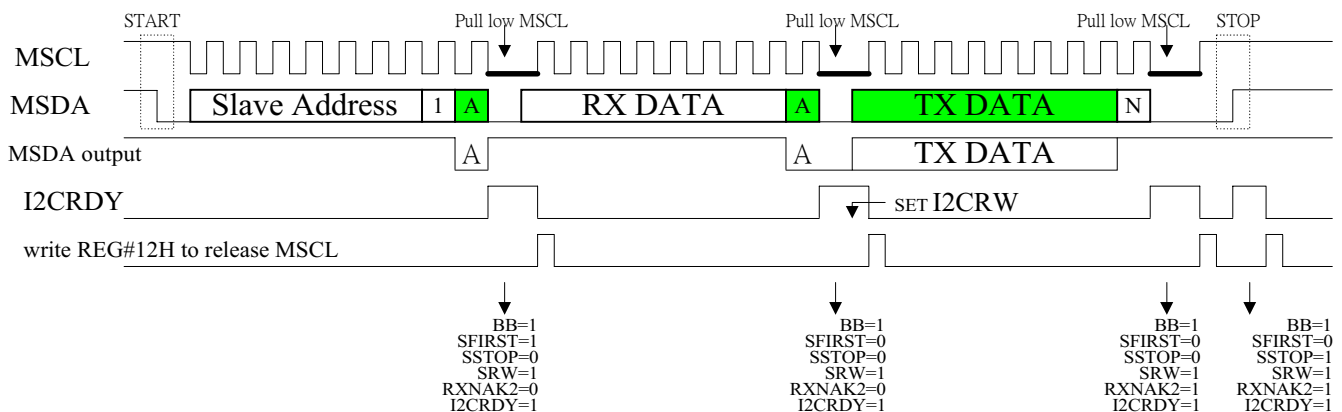 START Pull low MSCL Pull low MSCL Pull low MSCL STOP
MSCL
MSDA Slave Address 1 A RX DATA A TX DATA N
MSDA output A A TX DATA
I2CRDY SET I2CRW
write REG#12H to release MSCL
BB=1 BB=1 BB=1 BB=1
SFIRST=1 SFIRST=0 SFIRST=0 SFIRST=0
SSTOP=0 SSTOP=0 SSTOP=0 SSTOP=1
SRW=1 SRW=1 SRW=1 SRW=1
RXNAK2=0 RXNAK2=0 RXNAK2=1 RXNAK2=1
I2CRDY=1 I2CRDY=1 I2CRDY=1 I2CRDY=1